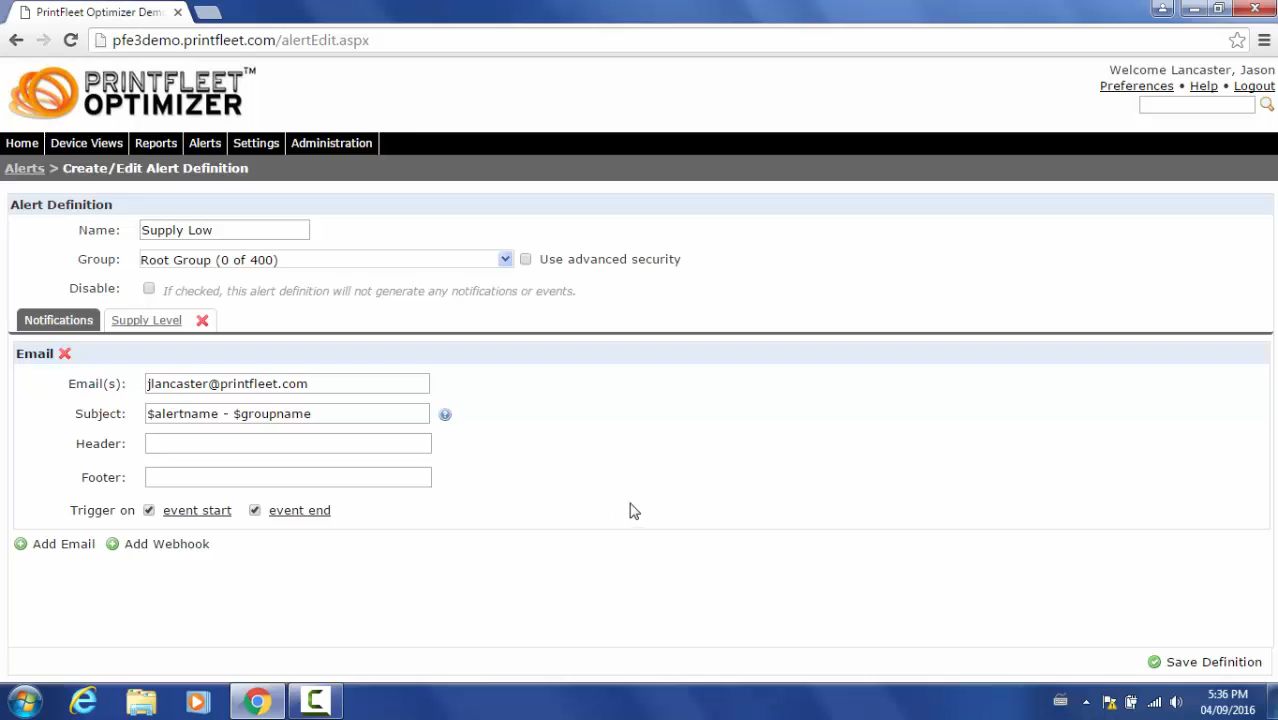 PrintFleet Optimizer Dem
pfe3demo.printfleet.com/alertEdit.aspx
PRINTFLEET™
OPTIMIZER
Welcome Lancaster, Jason
Preferences • Help • Logout
Home Device Views Reports Alerts Settings Administration
Alerts > Create/Edit Alert Definition
Alert Definition
Name: Supply Low
Group: Root Group (0 of 400) Use advanced security
Disable: If checked, this alert definition will not generate any notifications or events.
Notifications Supply Level
Email
Email(s): jlancaster@printfleet.com
Subject: $alertname - $groupname
Header:
Footer:
Trigger on event start event end
Add Email Add Webhook
Save Definition
5:36 PM
04/09/2016